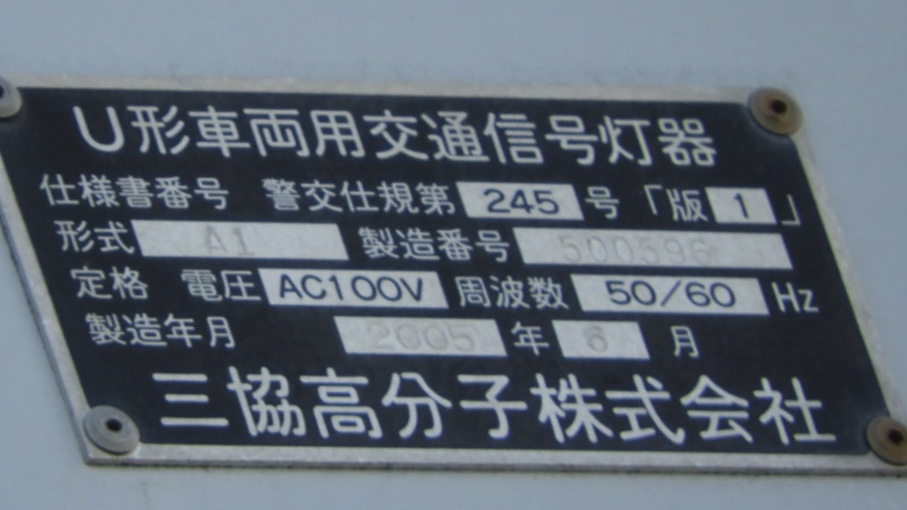 U形車両用交通信号灯器
仕様書番号 警交仕規第 245 号 「版 1 」
形式 A1 製造番号 500596
定格 電圧 AC100V 周波数 50/60 Hz
製造年月 2005 年 6 月
三協高分子株式会社